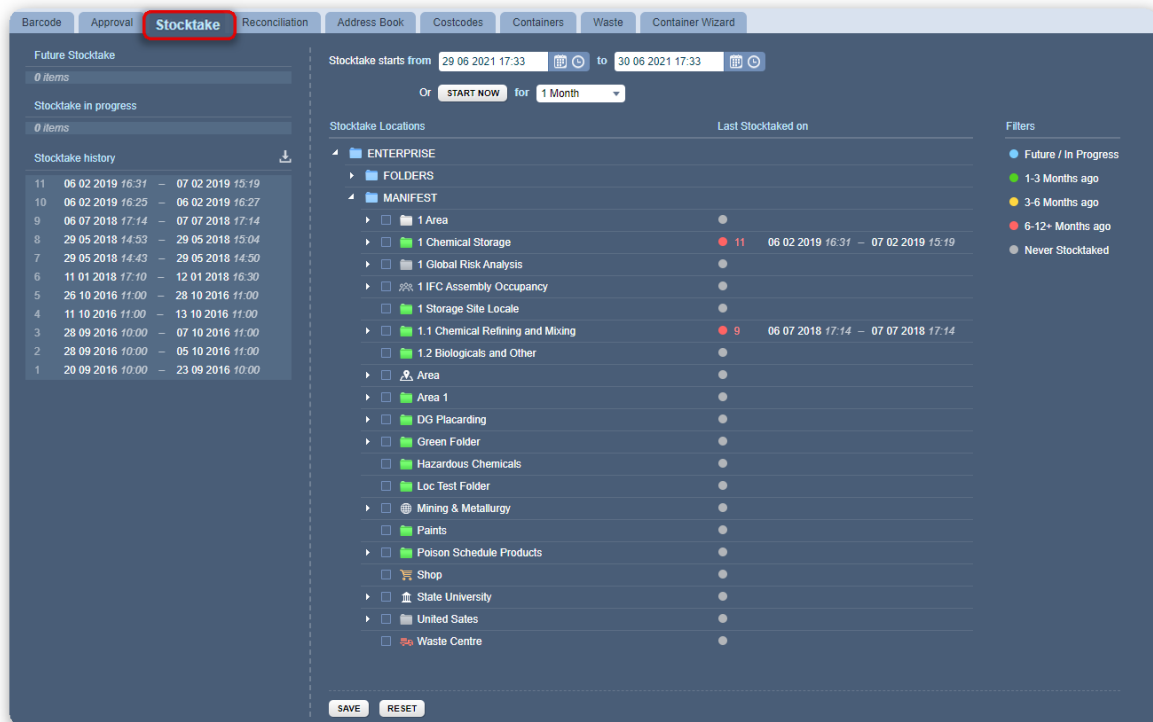 Barcode Approval Stocktake Reconciliation Address Book Costcodes Containers Waste Container Wizard
Future Stocktake
0 items
Stocktake in progress
0 items
Stocktake history
11 06 02 2019 16:31 – 07 02 2019 15:19
10 06 02 2019 16:25 – 06 02 2019 16:27
9 06 07 2018 17:14 – 07 07 2018 17:14
8 29 05 2018 14:53 – 29 05 2018 15:04
7 29 05 2018 14:43 – 29 05 2018 14:50
6 11 01 2018 17:10 – 12 01 2018 16:30
5 26 10 2016 11:00 – 28 10 2016 11:00
4 11 10 2016 11:00 – 13 10 2016 11:00
3 28 09 2016 10:00 – 07 10 2016 11:00
2 28 09 2016 10:00 – 05 10 2016 11:00
1 20 09 2016 10:00 – 23 09 2016 10:00
Stocktake starts from 29 06 2021 17:33 to 30 06 2021 17:33
Or START NOW for 1 Month
Stocktake Locations Last Stocktaked on
ENTERPRISE
FOLDERS
MANIFEST
1 Area
1 Chemical Storage 11 06 02 2019 16:31 – 07 02 2019 15:19
1 Global Risk Analysis
1 IFC Assembly Occupancy
1 Storage Site Locale
1.1 Chemical Refining and Mixing 9 06 07 2018 17:14 – 07 07 2018 17:14
1.2 Biologicals and Other
Area
Area 1
DG Placarding
Green Folder
Hazardous Chemicals
Loc Test Folder
Mining & Metallurgy
Paints
Poison Schedule Products
Shop
State University
United Sates
Waste Centre
SAVE RESET
Filters
Future / In Progress
1-3 Months ago
3-6 Months ago
6-12+ Months ago
Never Stocktaked